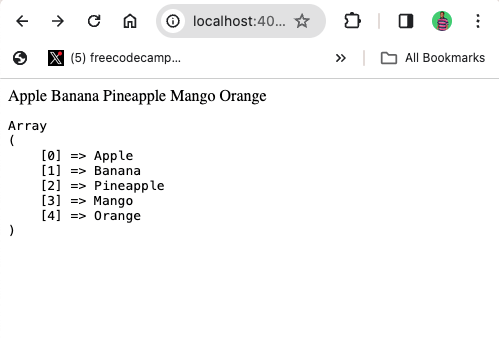 localhost:40...
(5) freecodecamp...
»
All Bookmarks
Apple Banana Pineapple Mango Orange
Array
(
    [0] => Apple
    [1] => Banana
    [2] => Pineapple
    [3] => Mango
    [4] => Orange
)